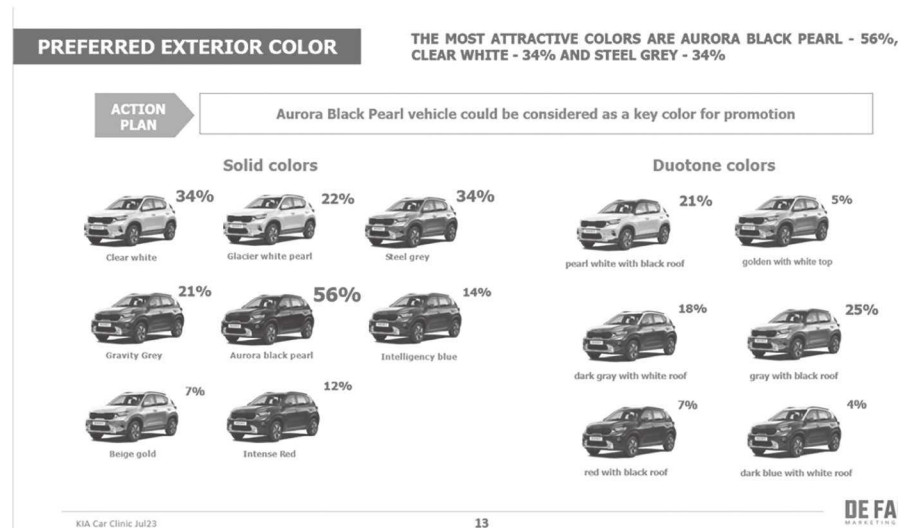 PREFERRED EXTERIOR COLOR
THE MOST ATTRACTIVE COLORS ARE AURORA BLACK PEARL - 56%,
CLEAR WHITE - 34% AND STEEL GREY - 34%
ACTION
PLAN
Aurora Black Pearl vehicle could be considered as a key color for promotion
Solid colors
34%
22%
34%
Clear white
Glacier white pearl
Steel grey
21%
56%
14%
Gravity Grey
Aurora black pearl
Intelligency blue
7%
12%
Beige gold
Intense Red
Duotone colors
21%
5%
pearl white with black roof
golden with white top
18%
25%
dark gray with white roof
gray with black roof
7%
4%
red with black roof
dark blue with white roof
KIA Car Clinic Jul23
13
DE FA
MARKETING